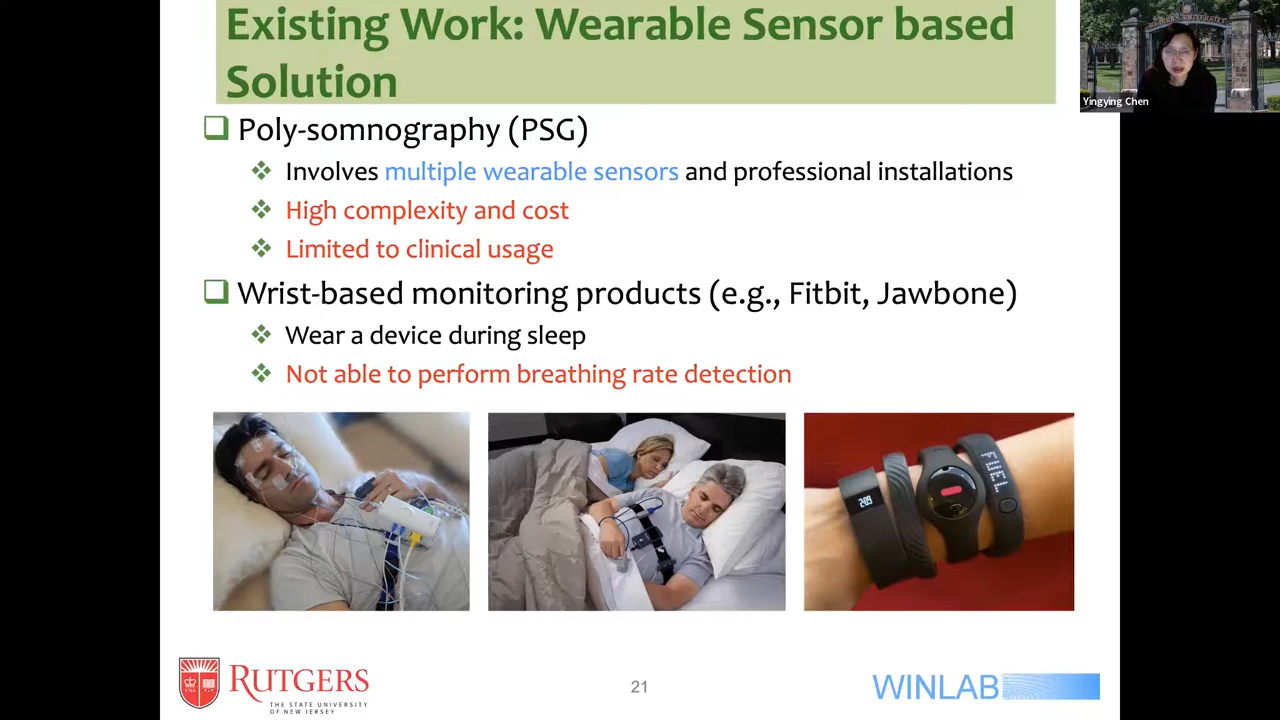 Existing Work: Wearable Sensor based
Solution
Yingying Chen
Poly-somnography (PSG)
Involves multiple wearable sensors and professional installations
High complexity and cost
Limited to clinical usage
Wrist-based monitoring products (e.g., Fitbit, Jawbone)
Wear a device during sleep
Not able to perform breathing rate detection
2:09
RUTGERS
THE STATE UNIVERSITY
OF NEW JERSEY
21
WINLAB